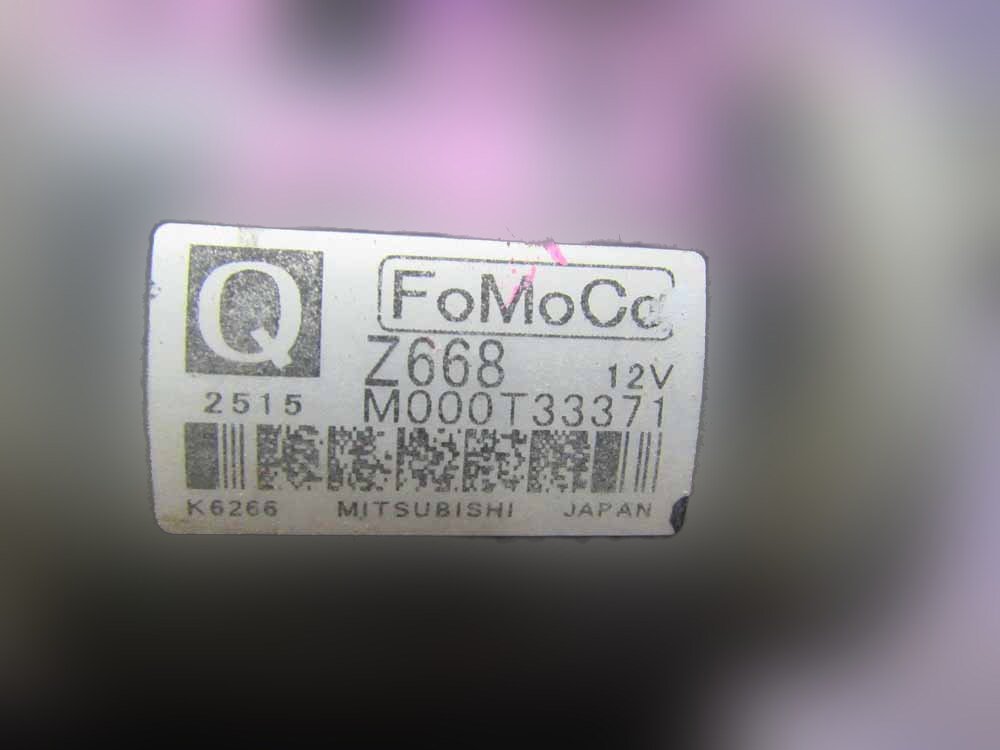 Q
FoMoCo
Z668 12V
2515 M000T33371
K6266 MITSUBISHI JAPAN